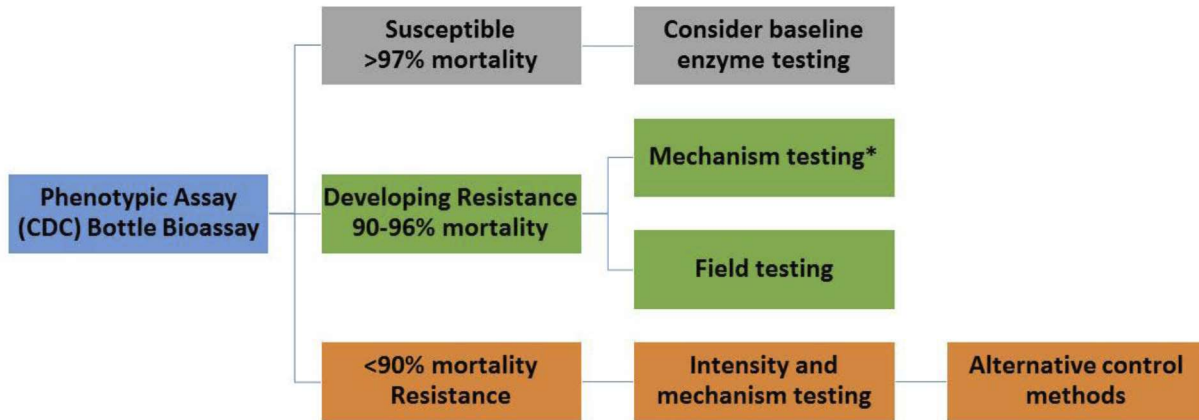 Susceptible
>97% mortality
Consider baseline
enzyme testing
Mechanism testing*
Phenotypic Assay
(CDC) Bottle Bioassay
Developing Resistance
90-96% mortality
Field testing
<90% mortality
Resistance
Intensity and
mechanism testing
Alternative control
methods